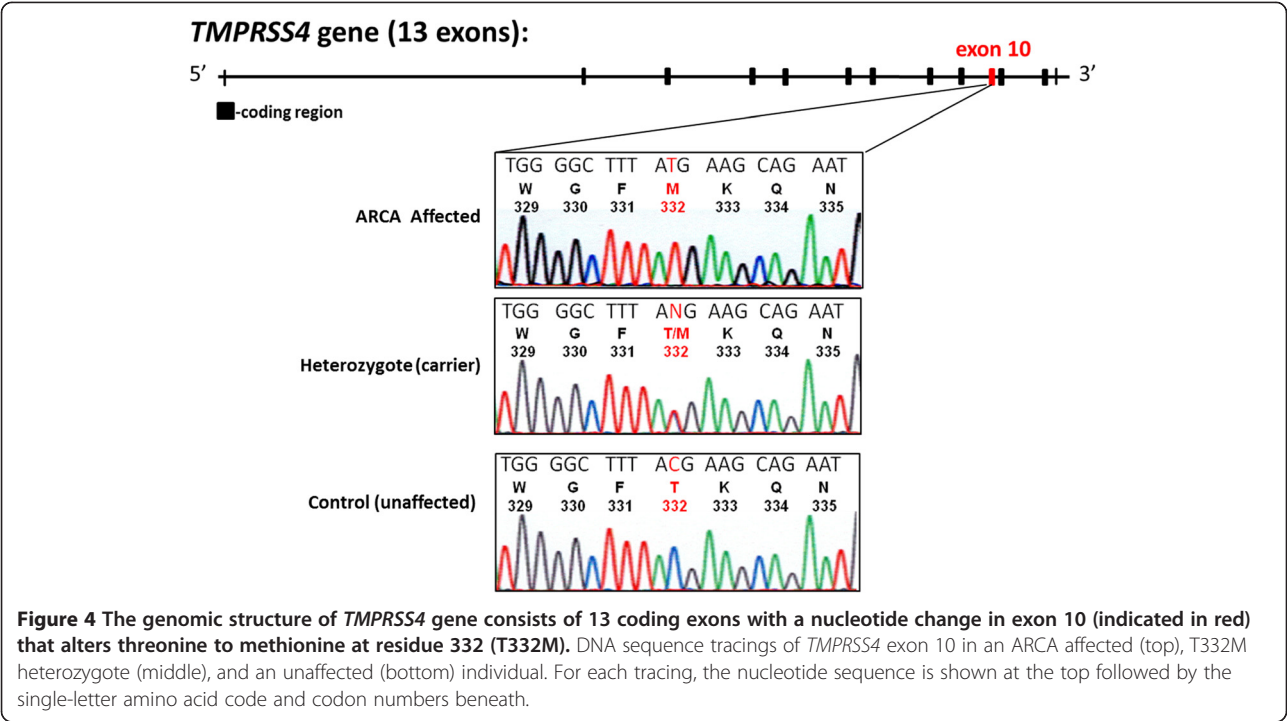 TMPRSS4 gene (13 exons):
exon 10
5’ 3’
-coding region
TGG GGC TTT ATG AAG CAG AAT
W G F M K Q N
329 330 331 332 333 334 335
ARCA Affected
TGG GGC TTT ANG AAG CAG AAT
W G F T/M K Q N
329 330 331 332 333 334 335
Heterozygote (carrier)
TGG GGC TTT ACG AAG CAG AAT
W G F T K Q N
329 330 331 332 333 334 335
Control (unaffected)
Figure 4 The genomic structure of TMPRSS4 gene consists of 13 coding exons with a nucleotide change in exon 10 (indicated in red)
that alters threonine to methionine at residue 332 (T332M). DNA sequence tracings of TMPRSS4 exon 10 in an ARCA affected (top), T332M
heterozygote (middle), and an unaffected (bottom) individual. For each tracing, the nucleotide sequence is shown at the top followed by the
single-letter amino acid code and codon numbers beneath.